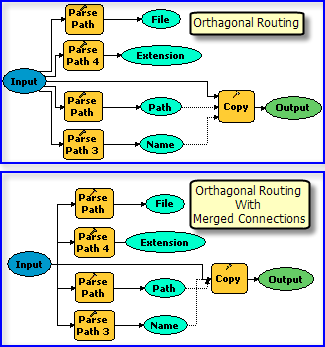 Parse
Path
File
Orthagonal Routing
Parse
Path 4
Extension
Input
Parse
Path
Path
Copy
Output
Parse
Path 3
Name
Parse
Path
File
Orthagonal Routing
With
Merged Connections
Parse
Path 4
Extension
Input
Parse
Path
Path
Copy
Output
Parse
Path 3
Name